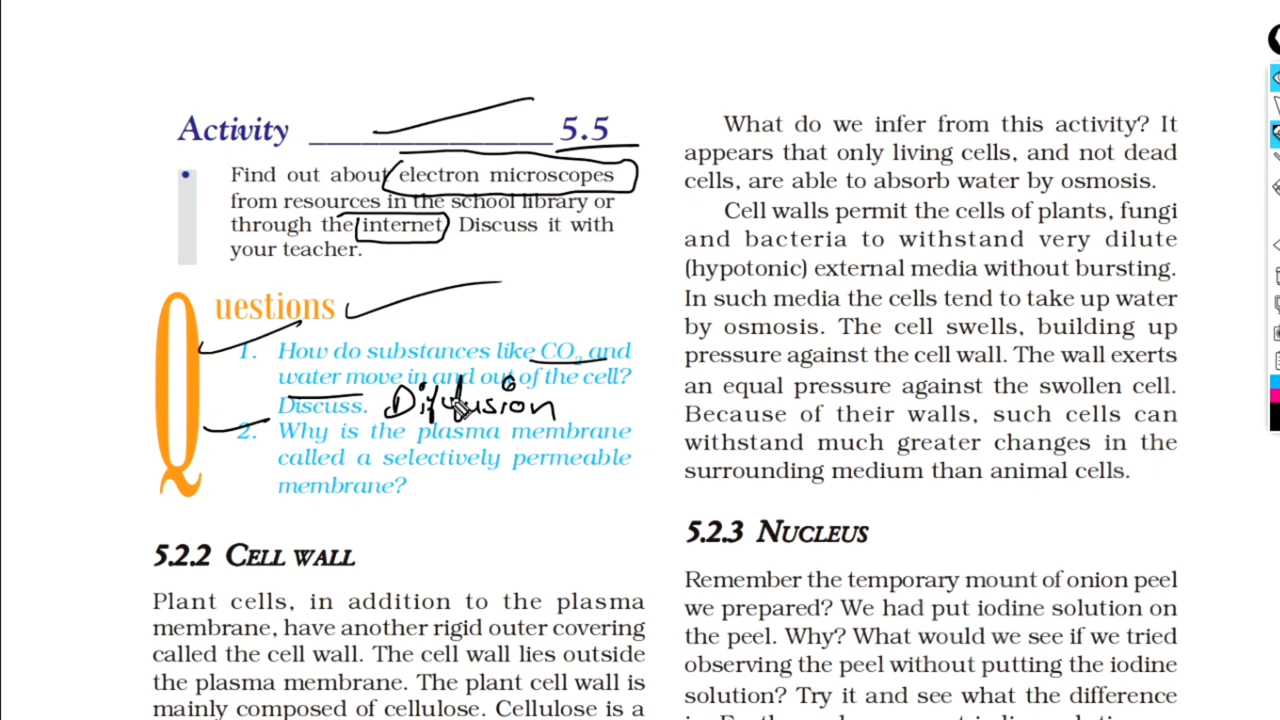 Activity 5.5
• Find out about electron microscopes
from resources in the school library or
through the internet. Discuss it with
your teacher.
Questions
1. How do substances like CO₂ and
water move in and out of the cell?
Discuss. Diffusion
2. Why is the plasma membrane
called a selectively permeable
membrane?
5.2.2 CELL WALL
Plant cells, in addition to the plasma
membrane, have another rigid outer covering
called the cell wall. The cell wall lies outside
the plasma membrane. The plant cell wall is
mainly composed of cellulose. Cellulose is a
What do we infer from this activity? It
appears that only living cells, and not dead
cells, are able to absorb water by osmosis.
Cell walls permit the cells of plants, fungi
and bacteria to withstand very dilute
(hypotonic) external media without bursting.
In such media the cells tend to take up water
by osmosis. The cell swells, building up
pressure against the cell wall. The wall exerts
an equal pressure against the swollen cell.
Because of their walls, such cells can
withstand much greater changes in the
surrounding medium than animal cells.
5.2.3 NUCLEUS
Remember the temporary mount of onion peel
we prepared? We had put iodine solution on
the peel. Why? What would we see if we tried
observing the peel without putting the iodine
solution? Try it and see what the difference